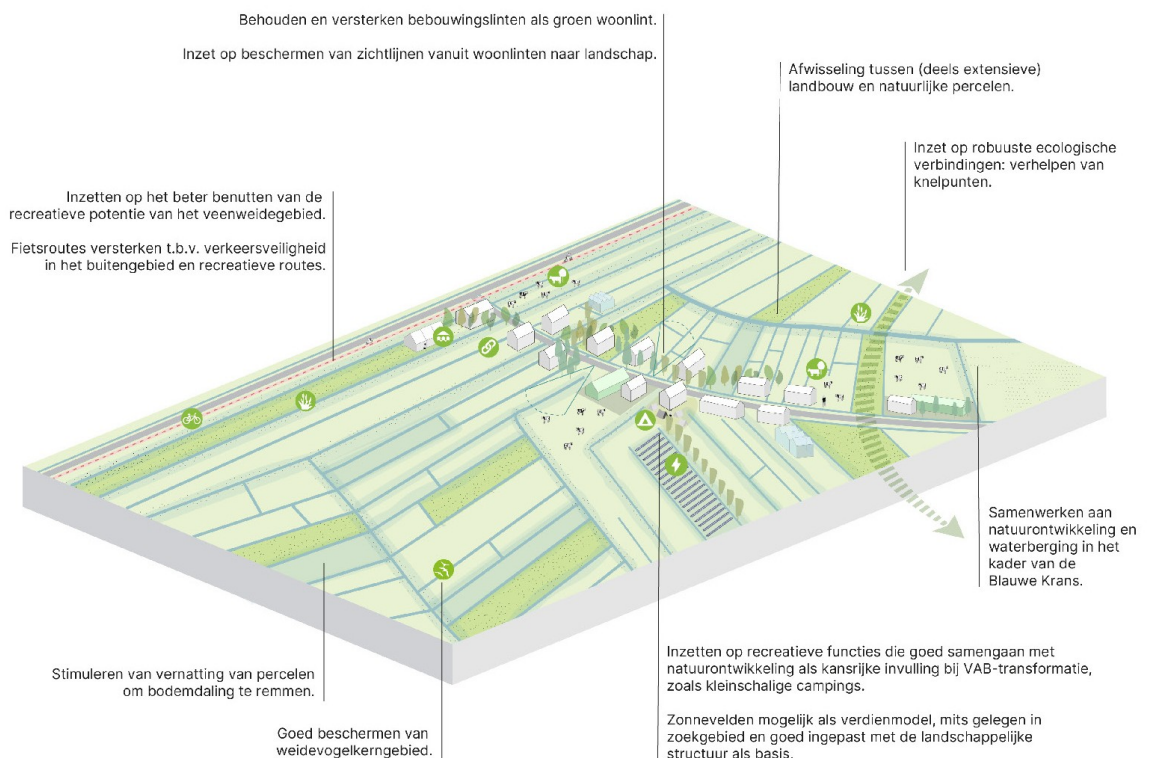 Behouden en versterken bebouwingslinten als groen woonlint.
Inzet op beschermen van zichtlijnen vanuit woonlinten naar landschap.
Afwisseling tussen (deels extensieve)
landbouw en natuurlijke percelen.
Inzet op robuuste ecologische
verbindingen: verhelpen van
knelpunten.
Inzetten op het beter benutten van de
recreatieve potentie van het veenweidegebied.
Fietsroutes versterken t.b.v. verkeersveiligheid
in het buitengebied en recreatieve routes.
Samenwerken aan
natuurontwikkeling en
waterberging in het
kader van de
Blauwe Krans.
Stimuleren van vernatting van percelen
om bodemdaling te remmen.
Goed beschermen van
weidevogelkerngebied.
Inzetten op recreatieve functies die goed samengaan met
natuurontwikkeling als kansrijke invulling bij VAB-transformatie,
zoals kleinschalige campings.
Zonnevelden mogelijk als verdienmodel, mits gelegen in
zoekgebied en goed ingepast met de landschappelijke
structuur als basis.